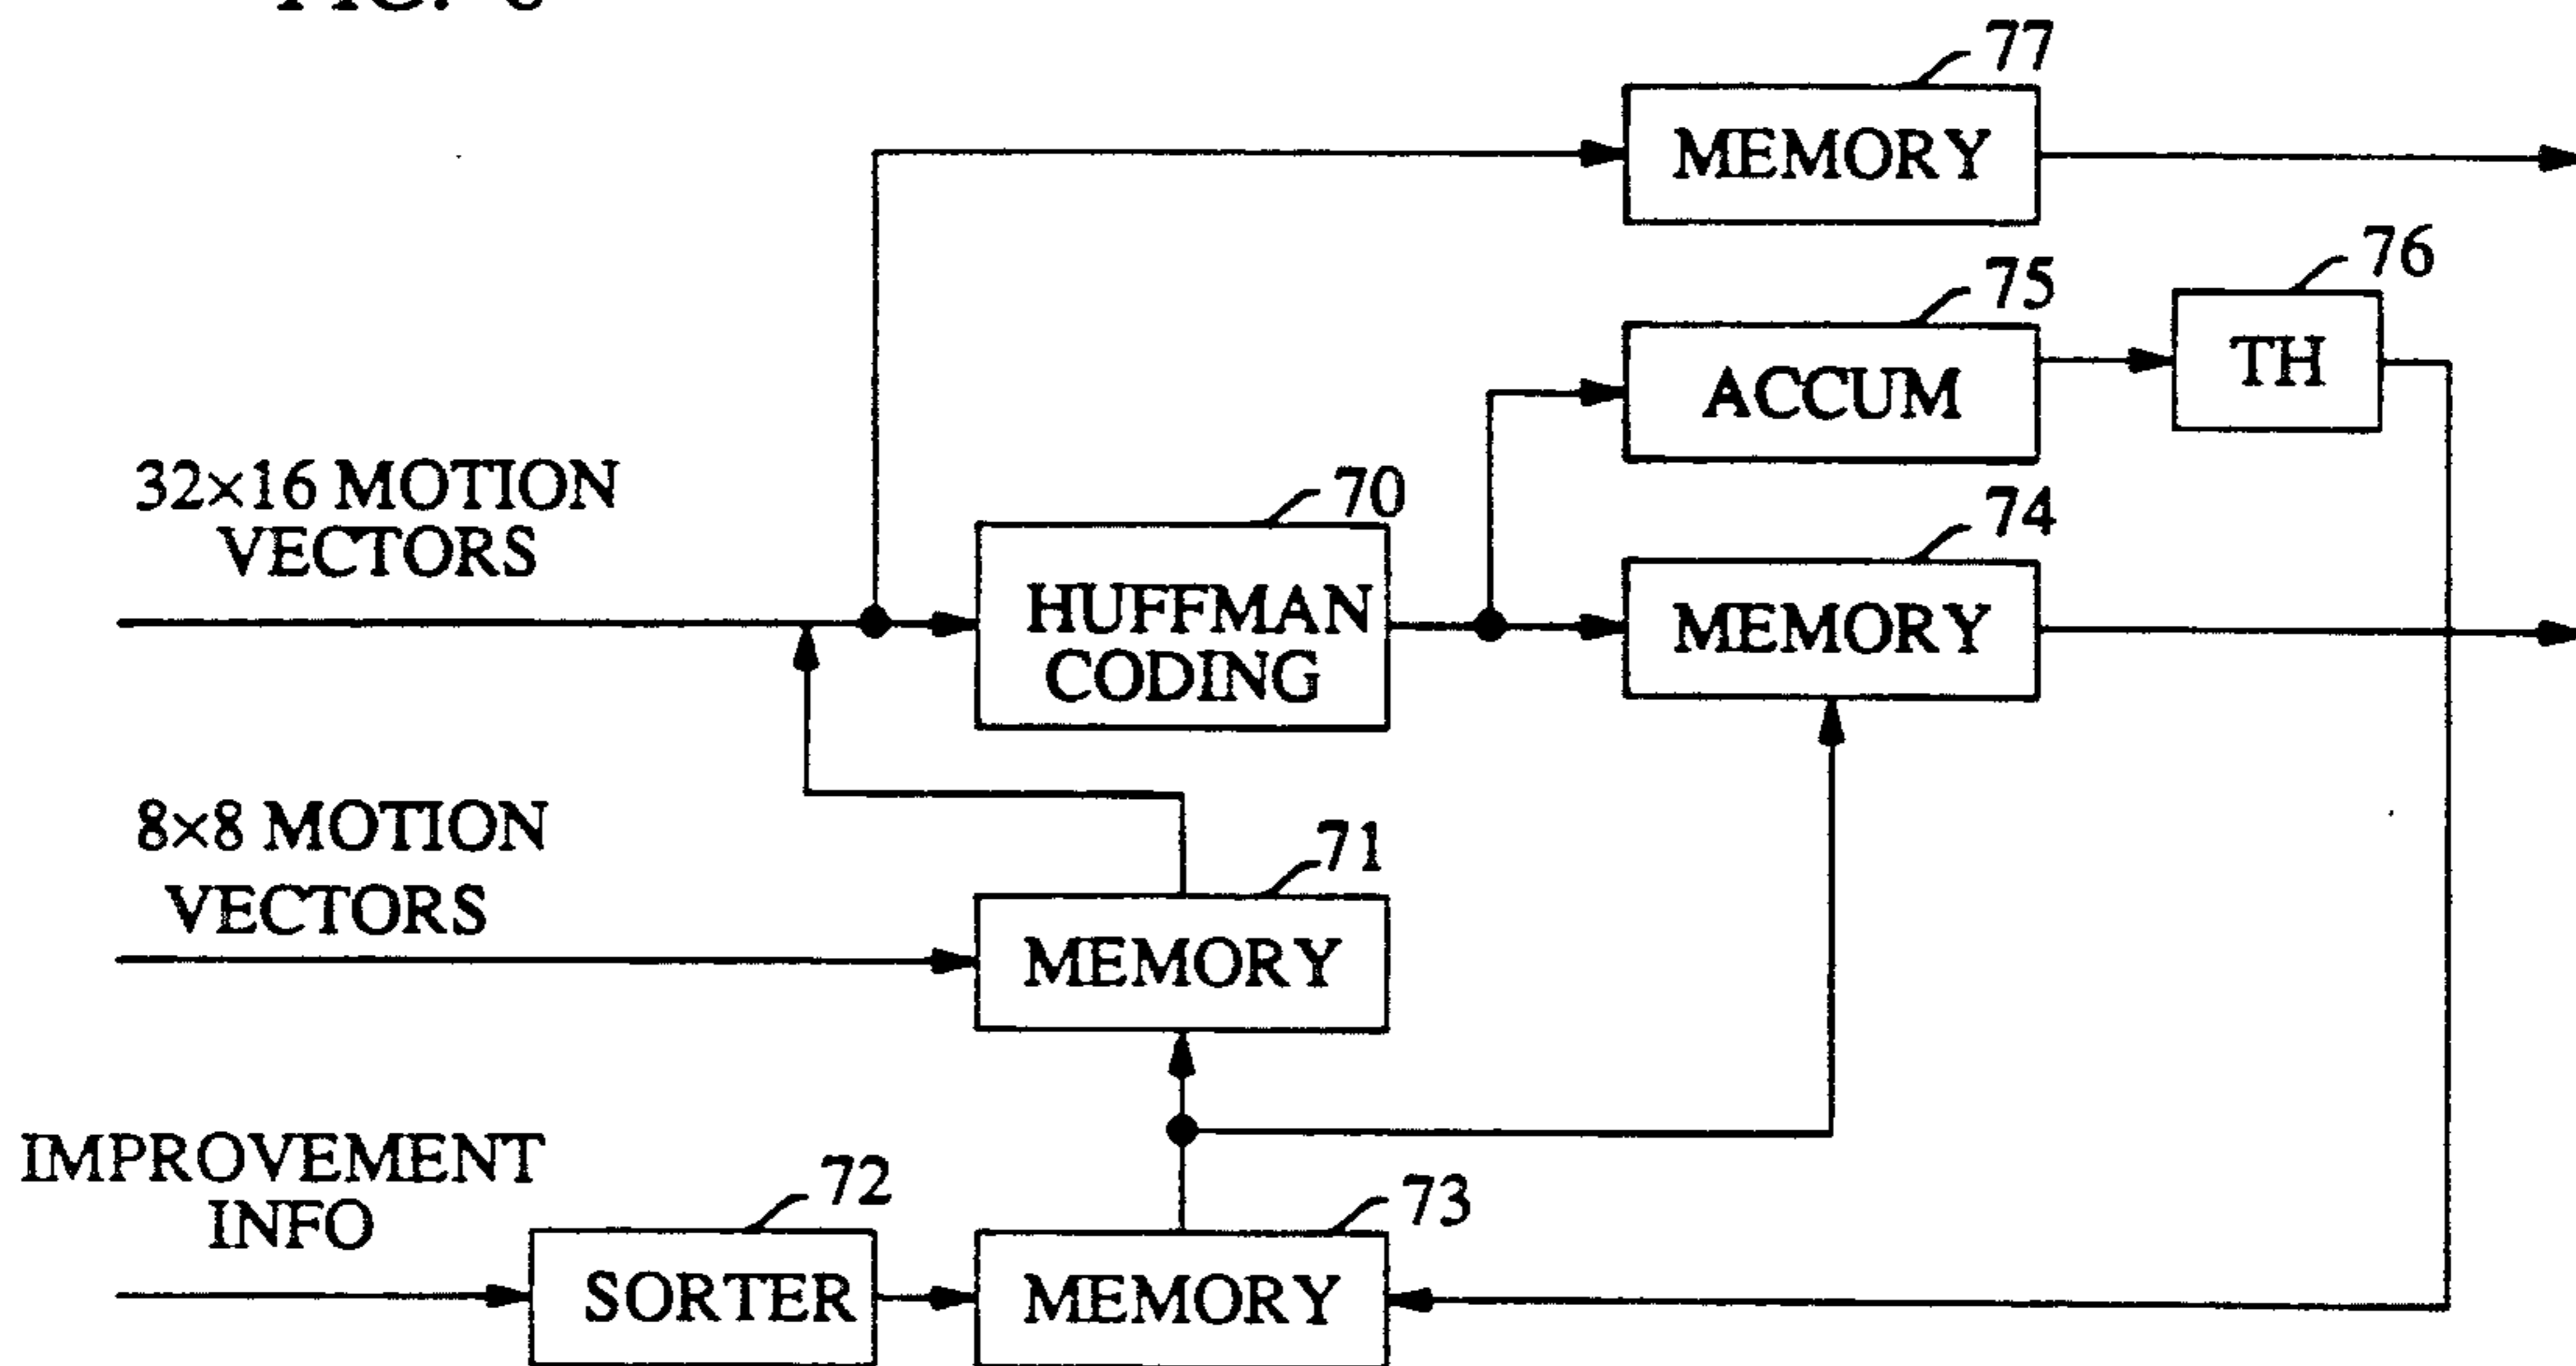 77
MEMORY
76
75
TH
ACCUM
32×16 MOTION
VECTORS
70
74
HUFFMAN
CODING
MEMORY
8×8 MOTION
VECTORS
71
MEMORY
IMPROVEMENT
INFO
72
73
SORTER
MEMORY